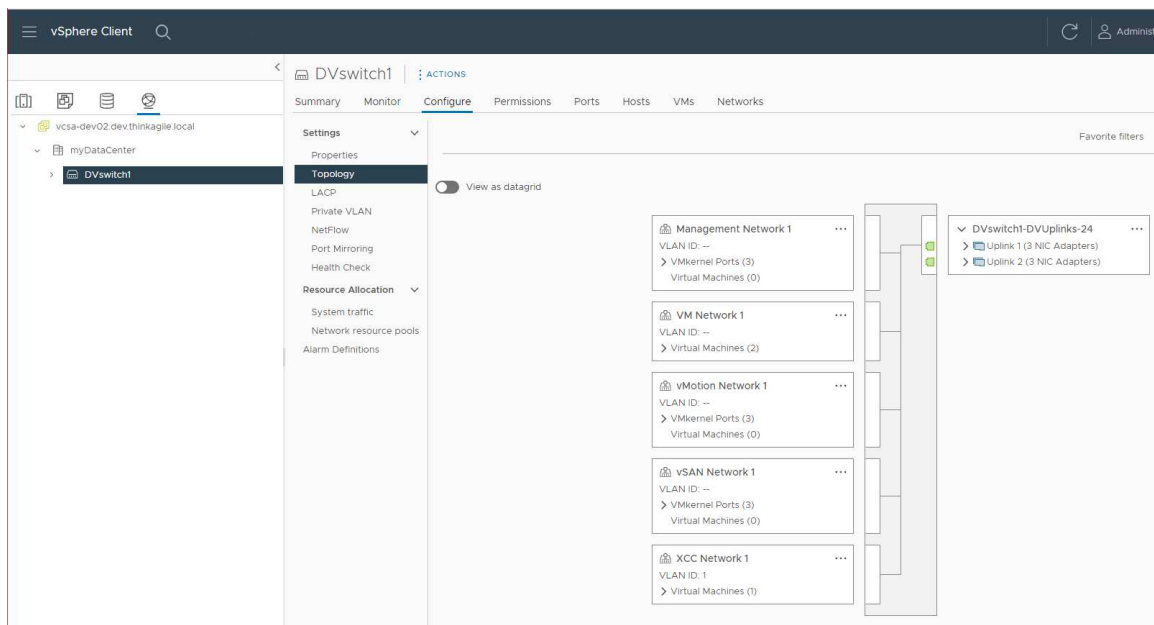 vSphere Client
Adminis
DVswitch1
ACTIONS
Summary Monitor Configure Permissions Ports Hosts VMs Networks
vcsa-dev02.dev.thinkagile.local
myDataCenter
DVswitch1
Settings
Properties
Topology
LACP
Private VLAN
NetFlow
Port Mirroring
Health Check
Resource Allocation
System traffic
Network resource pools
Alarm Definitions
Favorite filters
View as datagrid
Management Network 1 ...
VLAN ID: --
VMkernel Ports (3)
Virtual Machines (0)
VM Network 1 ...
VLAN ID: --
Virtual Machines (2)
vMotion Network 1 ...
VLAN ID: --
VMkernel Ports (3)
Virtual Machines (0)
vSAN Network 1 ...
VLAN ID: --
VMkernel Ports (3)
Virtual Machines (0)
XCC Network 1 ...
VLAN ID: 1
Virtual Machines (1)
DVswitch1-DVUplinks-24 ...
Uplink 1 (3 NIC Adapters)
Uplink 2 (3 NIC Adapters)